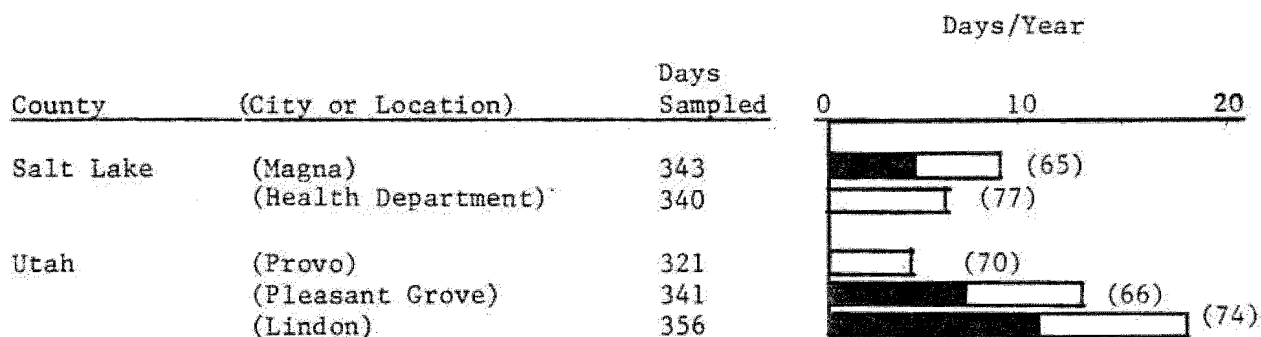 Days/Year
Days
County (City or Location) Sampled 0 10 20
Salt Lake (Magna) 343 (65)
(Health Department) 340 (77)
Utah (Provo) 321 (70)
(Pleasant Grove) 341 (66)
(Lindon) 356 (74)